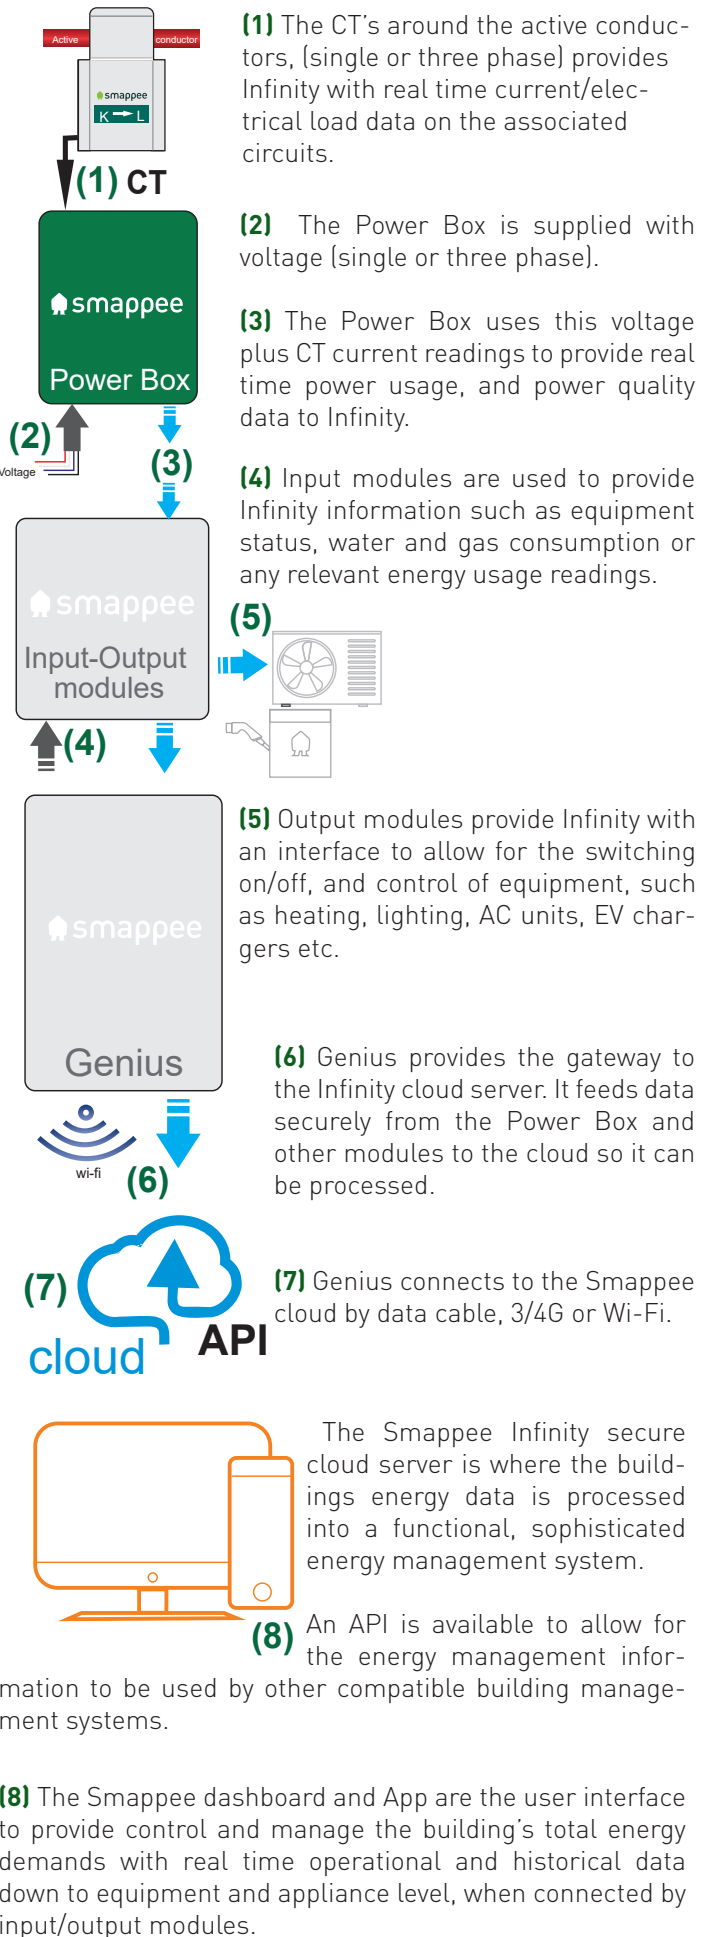 Active conductor
smappee
K L
(1) CT
(1) The CT's around the active conduc-
tors, (single or three phase) provides
Infinity with real time current/elec-
trical load data on the associated
circuits.
smappee
Power Box
(2)
Voltage
(3)
(2) The Power Box is supplied with
voltage (single or three phase).
(3) The Power Box uses this voltage
plus CT current readings to provide real
time power usage, and power quality
data to Infinity.
(4) Input modules are used to provide
Infinity information such as equipment
status, water and gas consumption or
any relevant energy usage readings.
smappee
Input-Output
modules
(5)
(4)
smappee
Genius
(5) Output modules provide Infinity with
an interface to allow for the switching
on/off, and control of equipment, such
as heating, lighting, AC units, EV char-
gers etc.
wi-fi
(6)
(6) Genius provides the gateway to
the Infinity cloud server. It feeds data
securely from the Power Box and
other modules to the cloud so it can
be processed.
(7)
cloud
API
(7) Genius connects to the Smappee
cloud by data cable, 3/4G or Wi-Fi.
The Smappee Infinity secure
cloud server is where the build-
ings energy data is processed
into a functional, sophisticated
energy management system.
(8)
An API is available to allow for
the energy management infor-
mation to be used by other compatible building manage-
ment systems.
(8) The Smappee dashboard and App are the user interface
to provide control and manage the building's total energy
demands with real time operational and historical data
down to equipment and appliance level, when connected by
input/output modules.